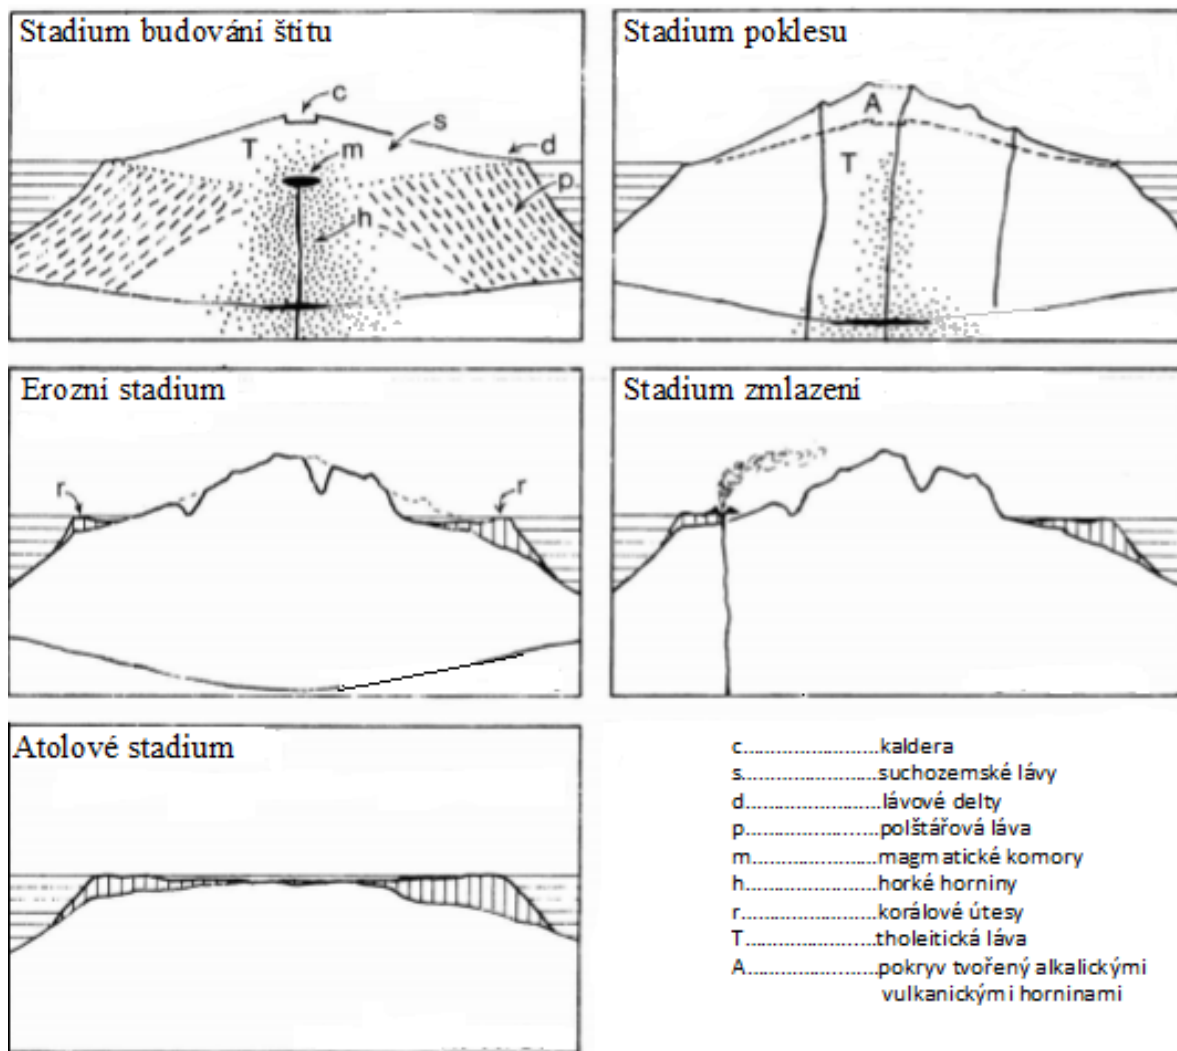 Stadium budování štítu
c
s
T
m
d
p
h
Stadium poklesu
A
T
Erozní stadium
r
r
Stadium zmlazení
Atolové stadium
c.........................kaldera
s.........................suchozemské lávy
d.........................lávové delty
p.........................polštářová láva
m.........................magmatické komory
h.........................horké horniny
r.........................korálové útesy
T.........................tholeitická láva
A.........................pokryv tvořený alkalickými
vulkanickými horninami